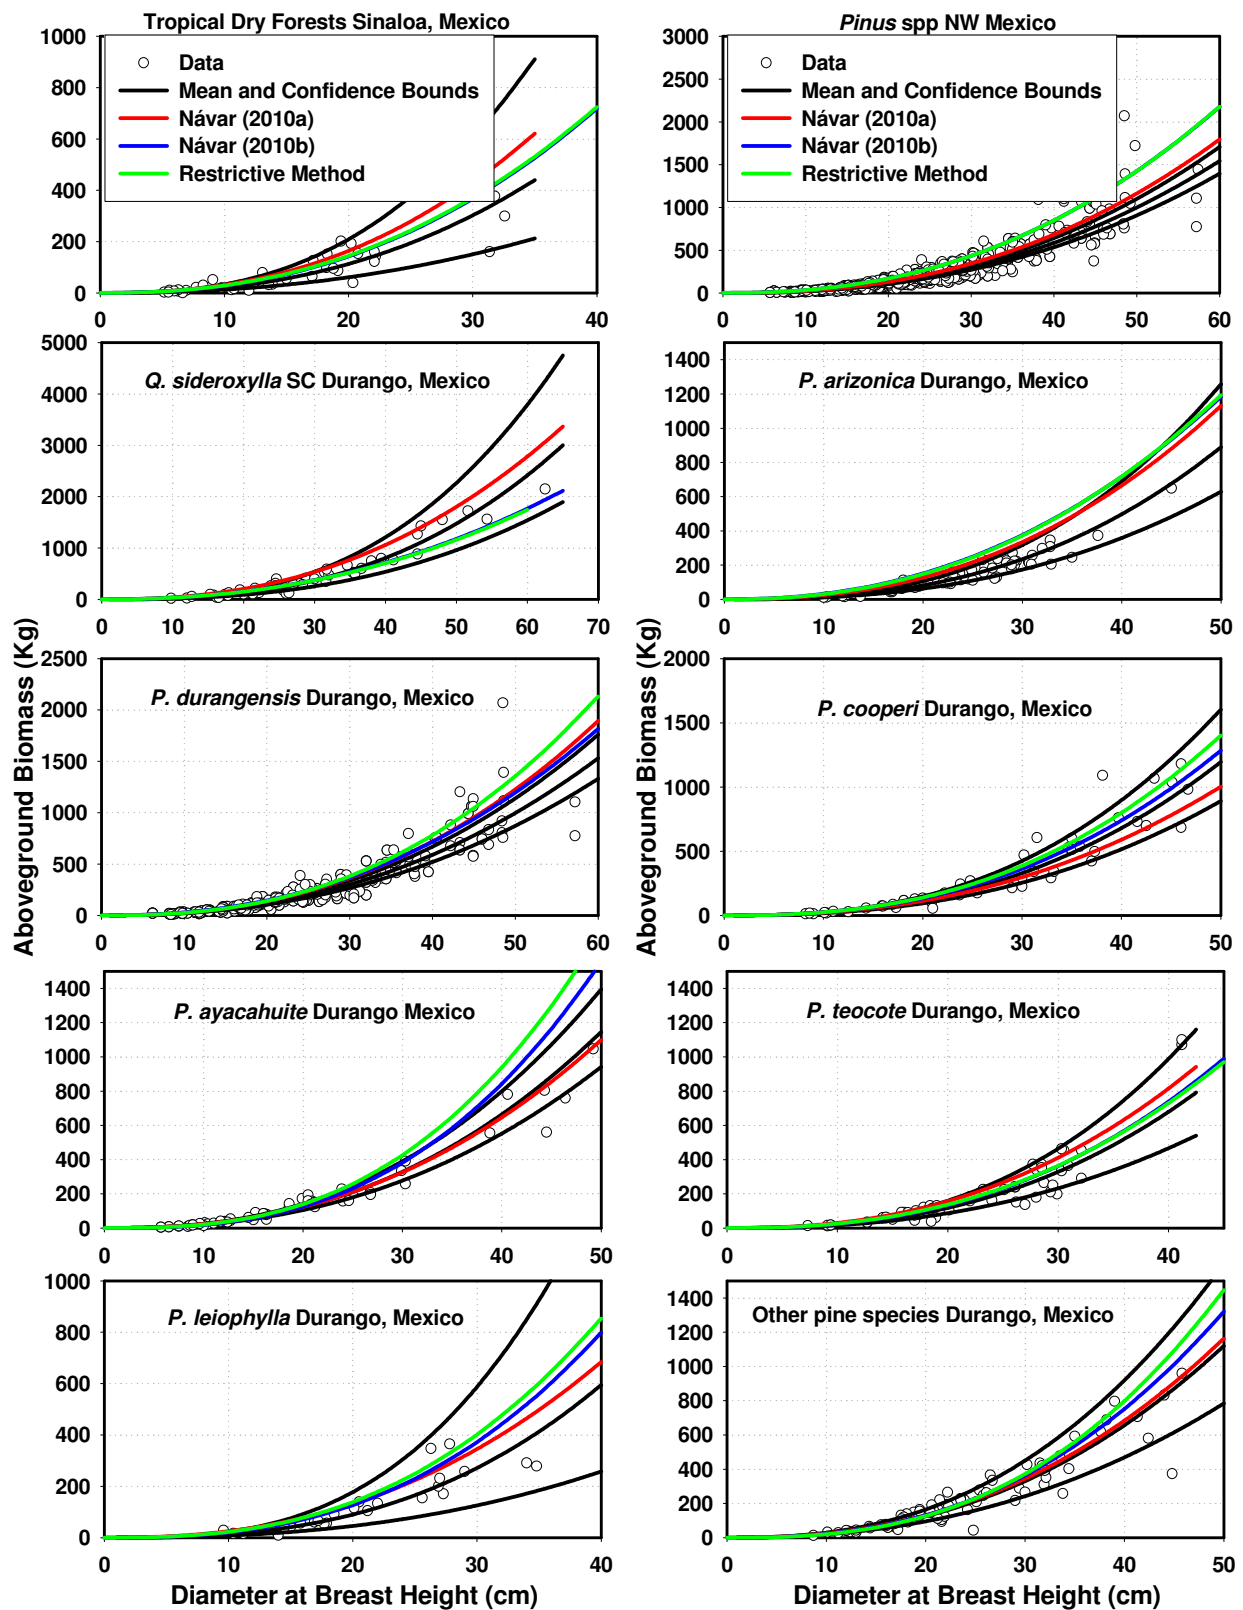 Tropical Dry Forests Sinaloa, Mexico
1000
800
600
400
200
0
Data
Mean and Confidence Bounds
Návar (2010a)
Návar (2010b)
Restrictive Method
0 10 20 30 40
Pinus spp NW Mexico
3000
2500
2000
1500
1000
500
0
Data
Mean and Confidence Bounds
Návar (2010a)
Návar (2010b)
Restrictive Method
0 10 20 30 40 50 60
Q. sideroxylla SC Durango, Mexico
5000
4000
3000
2000
1000
0
0 10 20 30 40 50 60 70
P. arizonica Durango, Mexico
1400
1200
1000
800
600
400
200
0
0 10 20 30 40 50
Aboveground Biomass (Kg)
P. durangensis Durango, Mexico
2500
2000
1500
1000
500
0
0 10 20 30 40 50 60
Aboveground Biomass (Kg)
P. cooperi Durango, Mexico
2000
1500
1000
500
0
0 10 20 30 40 50
P. ayacahuite Durango Mexico
1400
1200
1000
800
600
400
200
0
0 10 20 30 40 50
P. teocote Durango, Mexico
1400
1200
1000
800
600
400
200
0
0 10 20 30 40
P. leiophylla Durango, Mexico
1000
800
600
400
200
0
0 10 20 30 40
Diameter at Breast Height (cm)
Other pine species Durango, Mexico
1400
1200
1000
800
600
400
200
0
0 10 20 30 40 50
Diameter at Breast Height (cm)